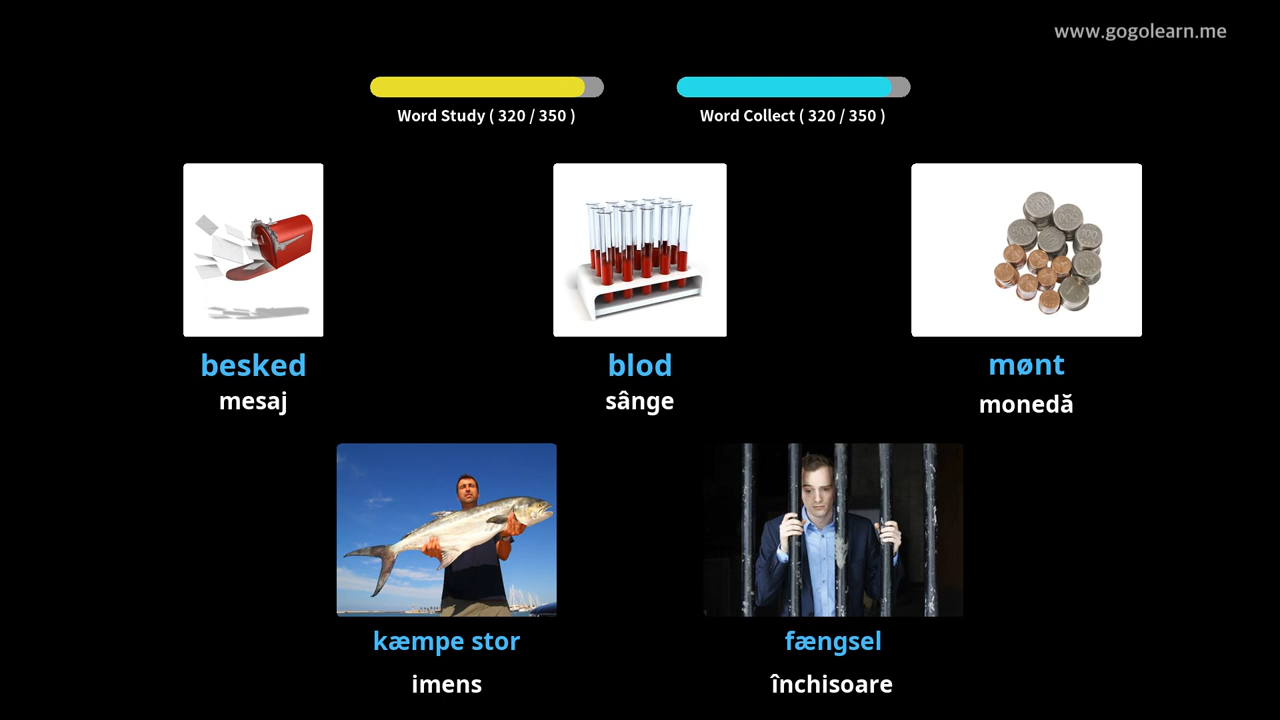 www.gogolearn.me
Word Study ( 320 / 350 )
Word Collect ( 320 / 350 )
besked
mesaj
blod
sânge
mønt
monedă
kæmpe stor
imens
fængsel
închisoare